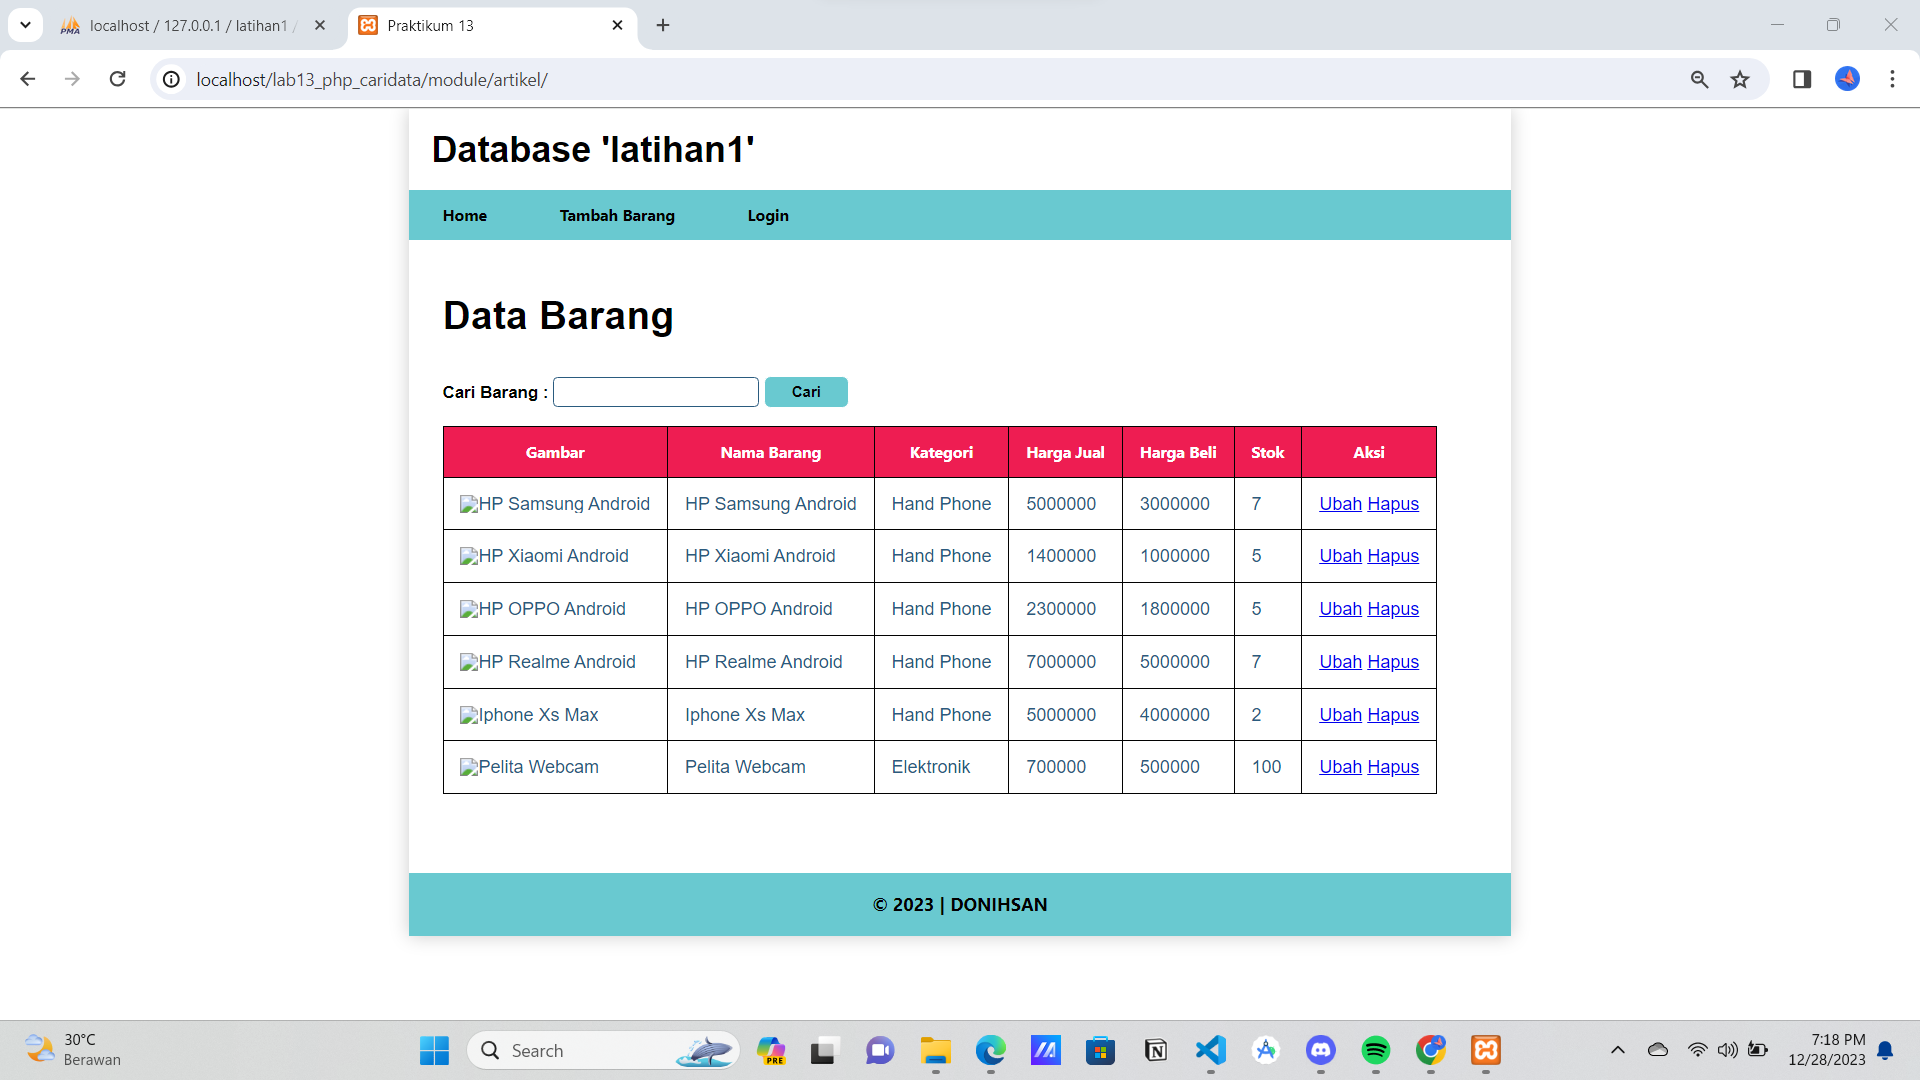 localhost / 127.0.0.1 / latihan1 /
Praktikum 13
localhost/lab13_php_caridata/module/artikel/
Database 'latihan1'
Home Tambah Barang Login
Data Barang
Cari Barang : Cari
Gambar Nama Barang Kategori Harga Jual Harga Beli Stok Aksi
HP Samsung Android HP Samsung Android Hand Phone 5000000 3000000 7 Ubah Hapus
HP Xiaomi Android HP Xiaomi Android Hand Phone 1400000 1000000 5 Ubah Hapus
HP OPPO Android HP OPPO Android Hand Phone 2300000 1800000 5 Ubah Hapus
HP Realme Android HP Realme Android Hand Phone 7000000 5000000 7 Ubah Hapus
Iphone Xs Max Iphone Xs Max Hand Phone 5000000 4000000 2 Ubah Hapus
Pelita Webcam Pelita Webcam Elektronik 700000 500000 100 Ubah Hapus
© 2023 | DONIHSAN
30°C
Berawan
Search
PRE
7:18 PM
12/28/2023